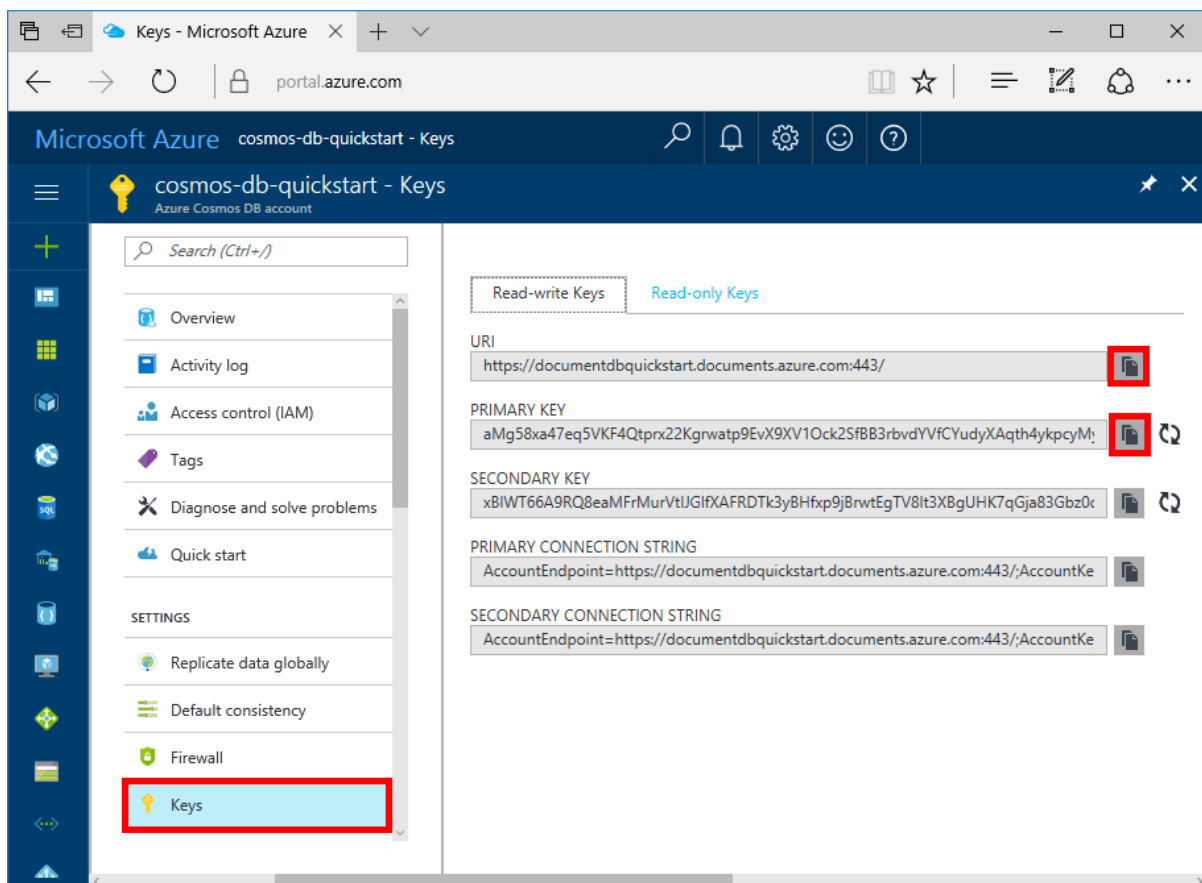 Keys - Microsoft Azure
portal.azure.com
Microsoft Azure cosmos-db-quickstart - Keys
cosmos-db-quickstart - Keys
Azure Cosmos DB account
Search (Ctrl+/)
Overview
Activity log
Access control (IAM)
Tags
Diagnose and solve problems
Quick start
SETTINGS
Replicate data globally
Default consistency
Firewall
Keys
Read-write Keys Read-only Keys
URI
https://documentdbquickstart.documents.azure.com:443/
PRIMARY KEY
aMg58xa47eq5VKF4Qtprx22Kgrwatp9EvX9XV1Ock2SfBB3rbvdYVfCYudyXAqth4ykpcyMy
SECONDARY KEY
xBIWT66A9RQ8eaMFrMurVtIJGIfXAFRDTk3yBHfxp9jBrwtEgTV8It3XBgUHK7qGja83Gbz0c
PRIMARY CONNECTION STRING
AccountEndpoint=https://documentdbquickstart.documents.azure.com:443/;AccountKe
SECONDARY CONNECTION STRING
AccountEndpoint=https://documentdbquickstart.documents.azure.com:443/;AccountKe
SQL